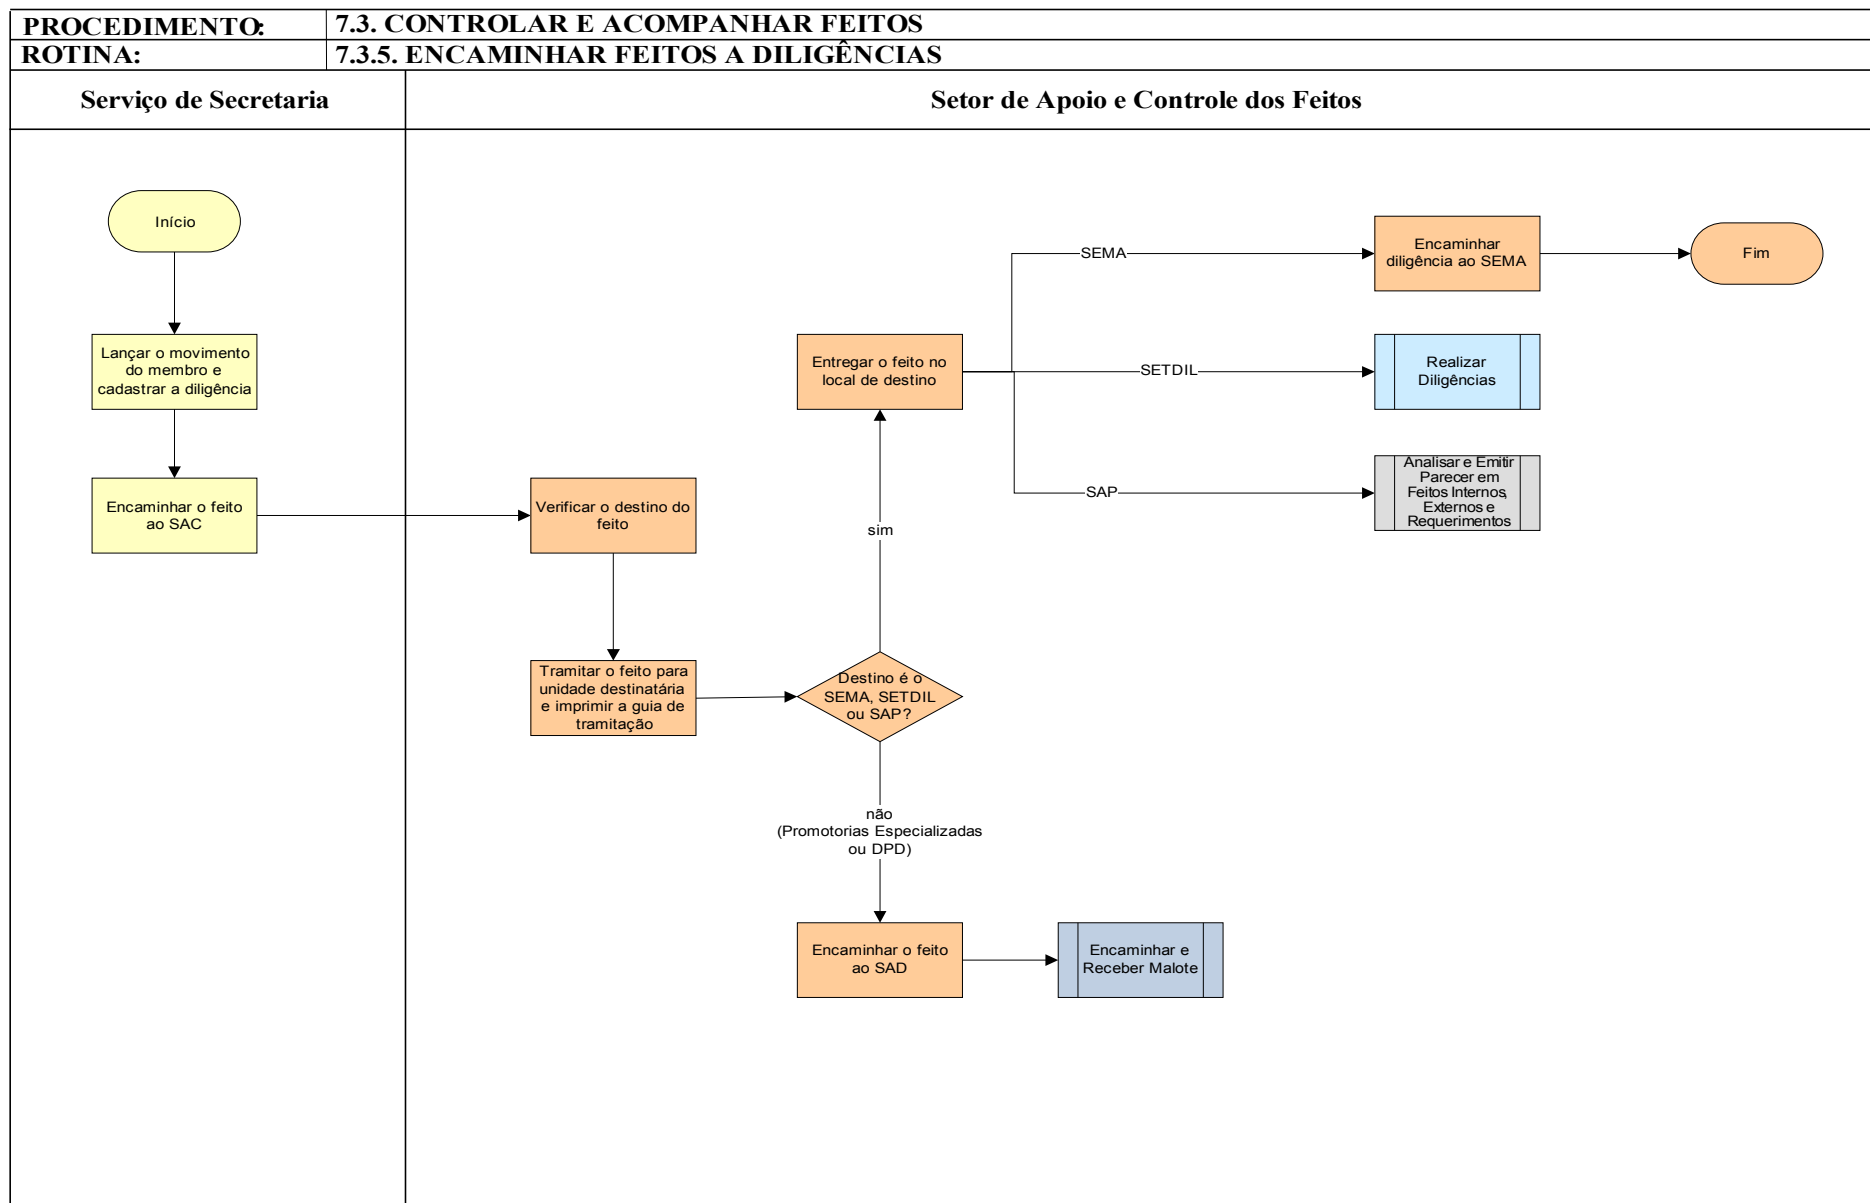 PROCEDIMENTO:
7.3. CONTROLAR E ACOMPANHAR FEITOS
ROTINA:
7.3.5. ENCAMINHAR FEITOS A DILIGÊNCIAS
Serviço de Secretaria
Setor de Apoio e Controle dos Feitos
Início
Lançar o movimento
do membro e
cadastrar a diligência
Encaminhar o feito
ao SAC
Verificar o destino do
feito
Tramitar o feito para
unidade destinatária
e imprimir a guia de
tramitação
Destino é o
SEMA, SETDIL
ou SAP?
sim
Entregar o feito no
local de destino
SEMA
Encaminhar
diligência ao SEMA
Fim
SETDIL
Realizar
Diligências
SAP
Analisar e Emitir
Parecer em
Feitos Internos,
Externos e
Requerimentos
não
(Promotorias Especializadas
ou DPD)
Encaminhar o feito
ao SAD
Encaminhar e
Receber Malote